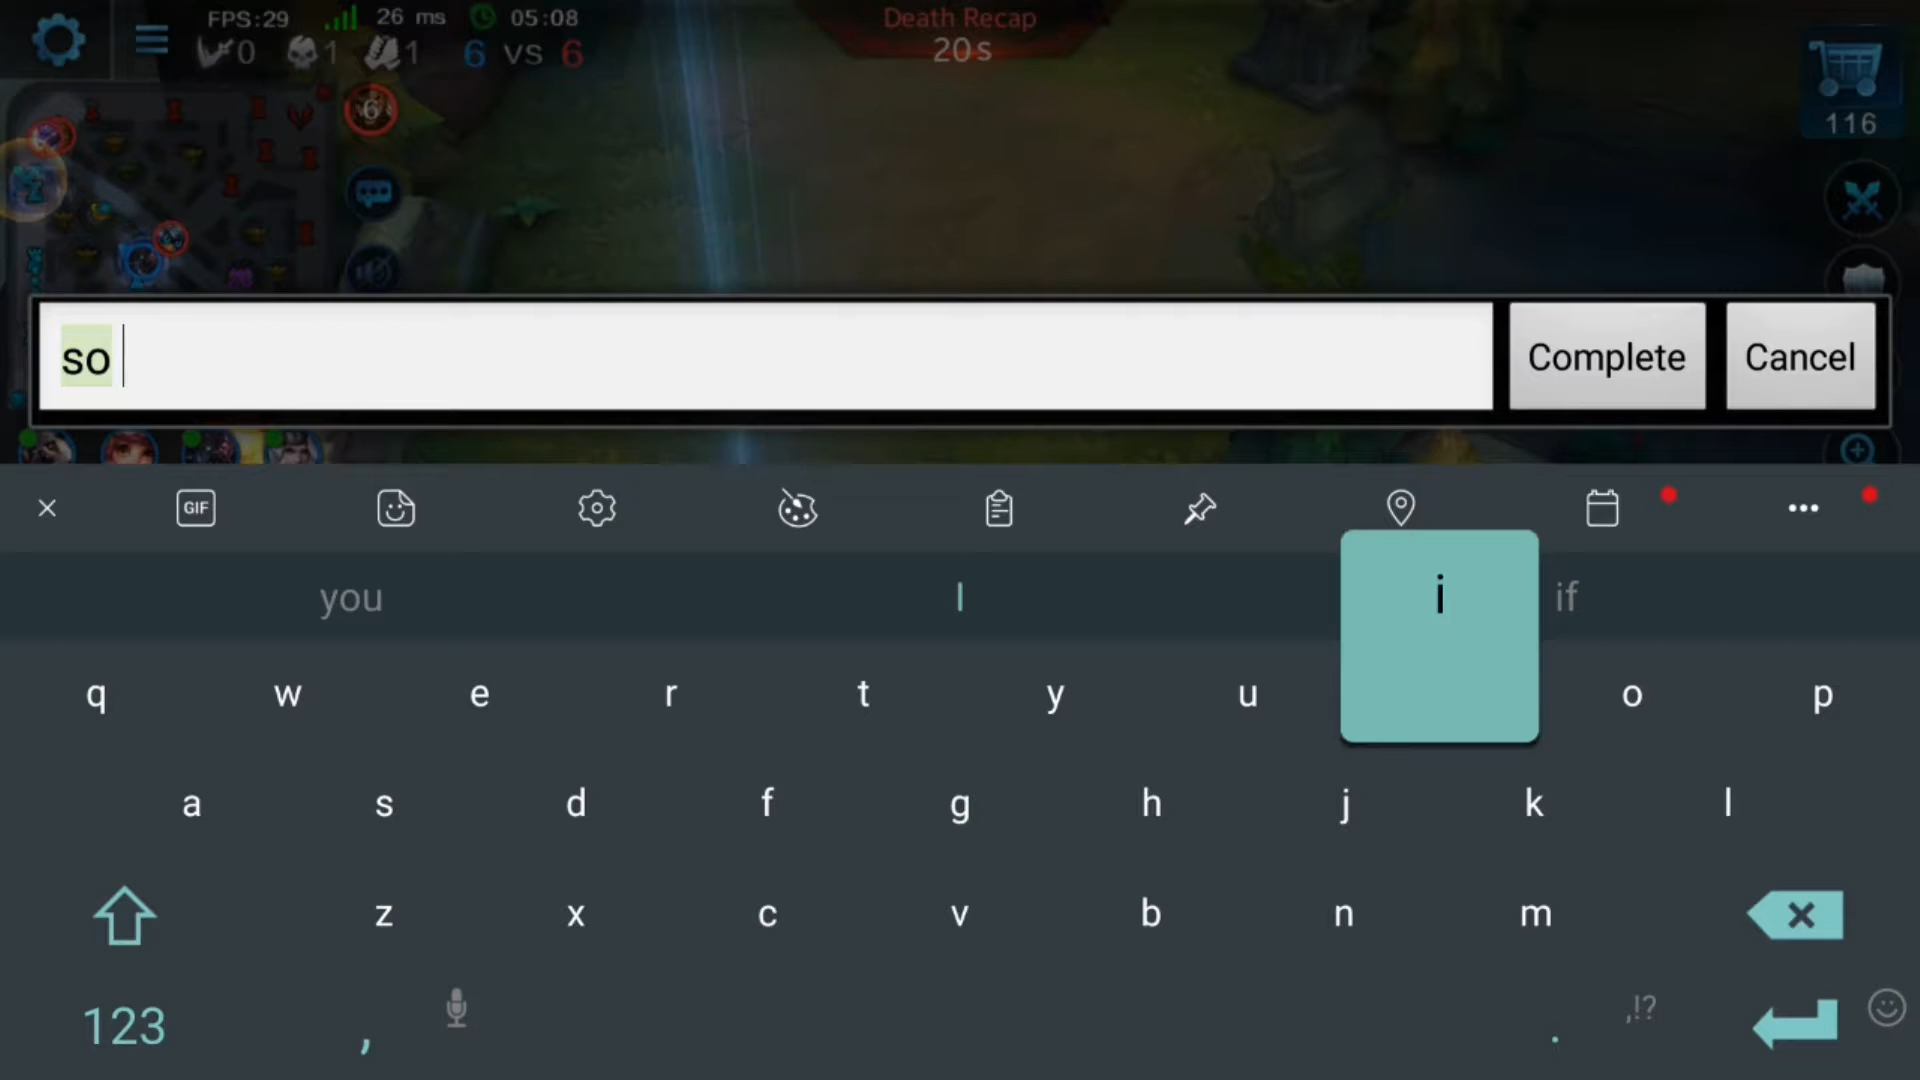 FPS:29 26 ms 05:08
0 1 1 6 VS 6
Death Recap
20s
116
6
so
Complete
Cancel
GIF
you I if
i
q w e r t y u o p
a s d f g h j k l
z x c v b n m
123 , . ,!?